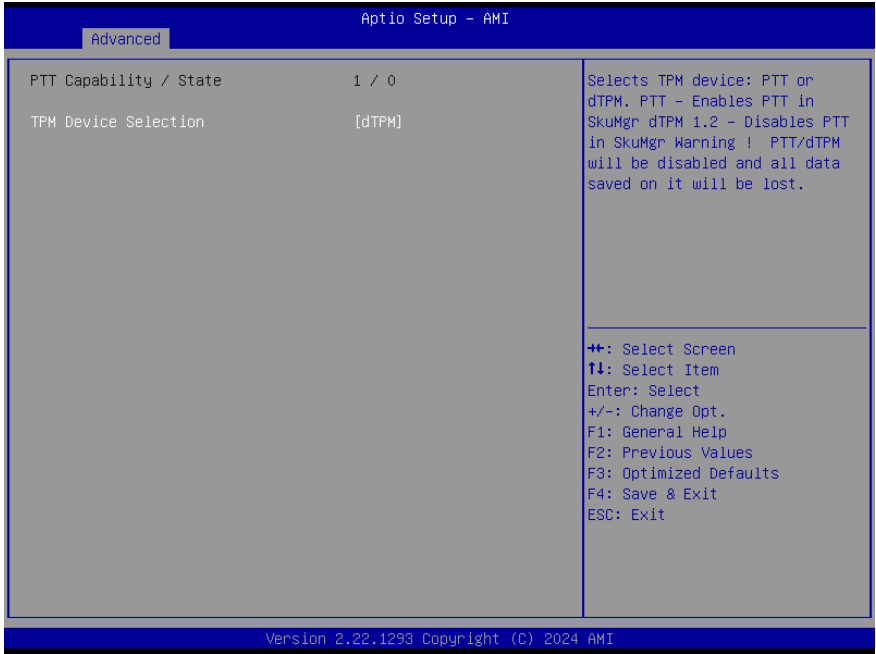 Aptio Setup – AMI
Advanced
PTT Capability / State 1 / 0
TPM Device Selection [dTPM]
Selects TPM device: PTT or
dTPM. PTT – Enables PTT in
SkuMgr dTPM 1.2 – Disables PTT
in SkuMgr Warning ! PTT/dTPM
will be disabled and all data
saved on it will be lost.
→←: Select Screen
↑↓: Select Item
Enter: Select
+/–: Change Opt.
F1: General Help
F2: Previous Values
F3: Optimized Defaults
F4: Save & Exit
ESC: Exit
Version 2.22.1293 Copyright (C) 2024 AMI